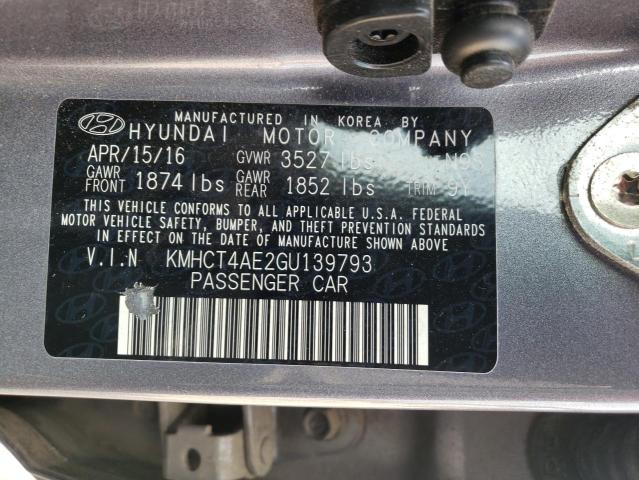 MANUFACTURED IN KOREA BY
HYUNDAI MOTOR COMPANY
APR/15/16 GVWR 3527 lbs
GAWR FRONT 1874 lbs GAWR REAR 1852 lbs TRIM 9Y
THIS VEHICLE CONFORMS TO ALL APPLICABLE U.S.A. FEDERAL
MOTOR VEHICLE SAFETY, BUMPER, AND THEFT PREVENTION
STANDARDS IN EFFECT ON THE DATE OF MANUFACTURE SHOWN ABOVE
V.I.N KMHCT4AE2GU139793
PASSENGER CAR